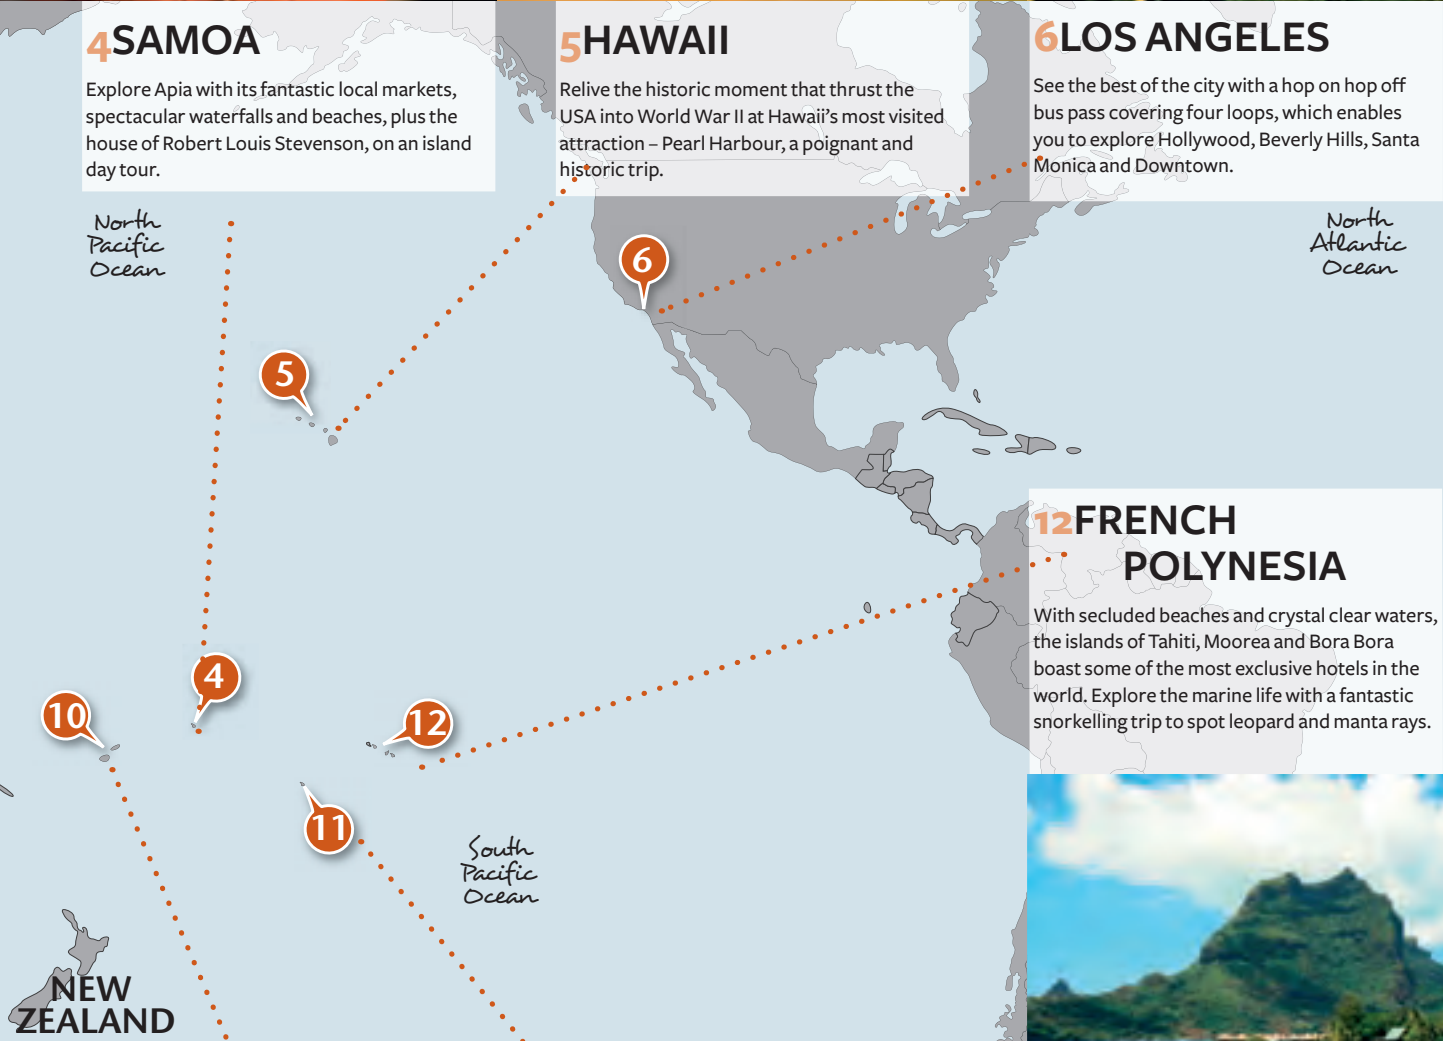 4SAMOA
Explore Apia with its fantastic local markets,
spectacular waterfalls and beaches, plus the
house of Robert Louis Stevenson, on an island
day tour.
5HAWAII
Relive the historic moment that thrust the
USA into World War II at Hawaii’s most visited
attraction – Pearl Harbour, a poignant and
historic trip.
6LOS ANGELES
See the best of the city with a hop on hop off
bus pass covering four loops, which enables
you to explore Hollywood, Beverly Hills, Santa
Monica and Downtown.
North
Pacific
Ocean
North
Atlantic
Ocean
6
5
12FRENCH
POLYNESIA
With secluded beaches and crystal clear waters,
the islands of Tahiti, Moorea and Bora Bora
boast some of the most exclusive hotels in the
world. Explore the marine life with a fantastic
snorkelling trip to spot leopard and manta rays.
4
10
12
11
South
Pacific
Ocean
NEW
ZEALAND